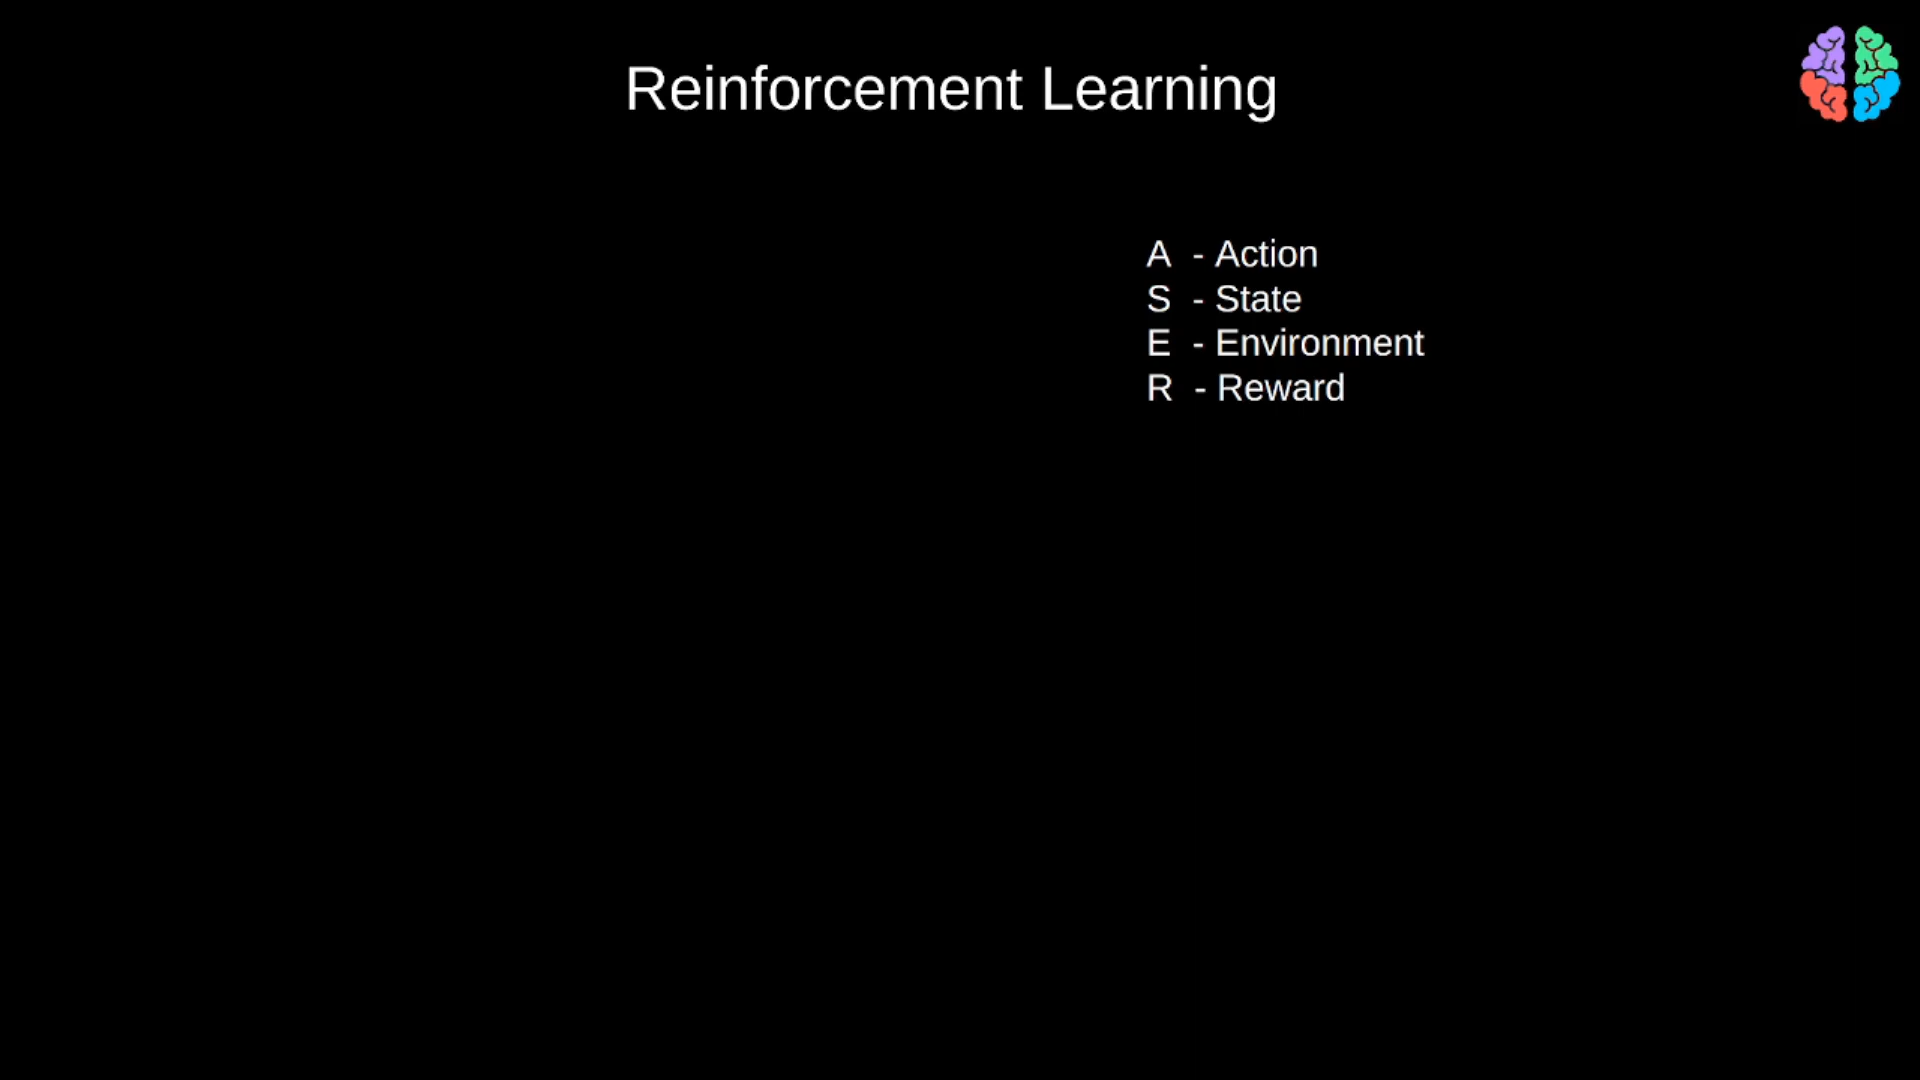 Reinforcement Learning
A - Action
S - State
E - Environment
R - Reward